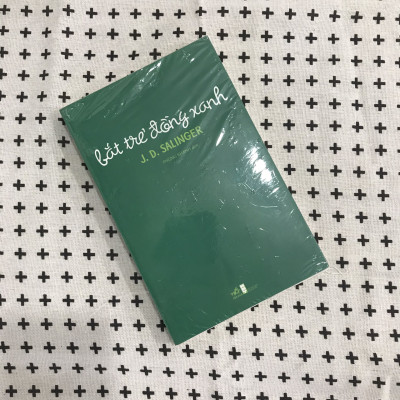 bắt trẻ đồng xanh
J. D. SALINGER